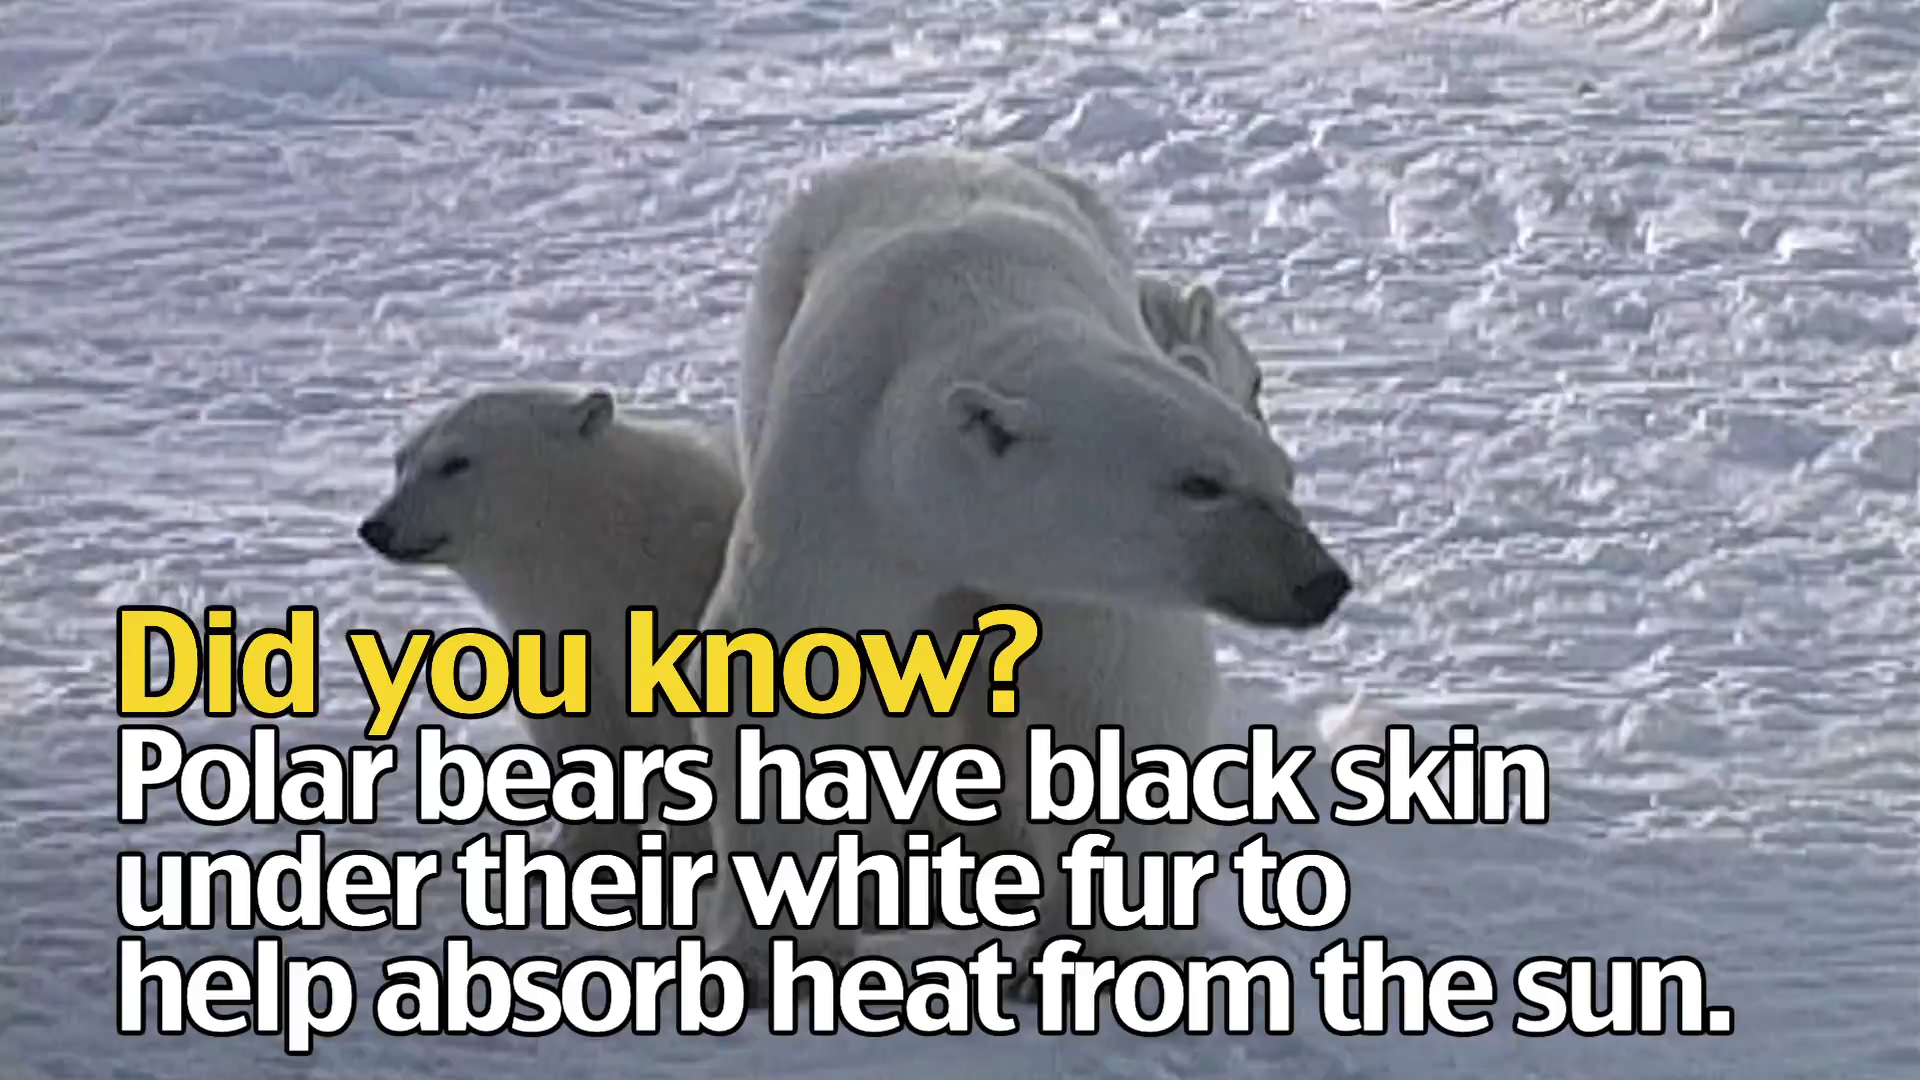 Did you know?
Polar bears have black skin
under their white fur to
help absorb heat from the sun.